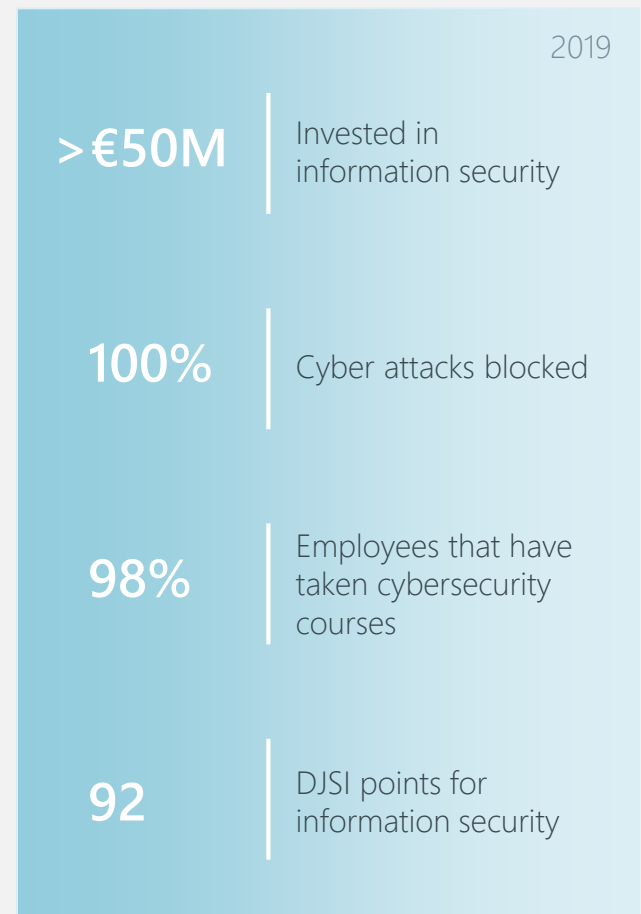 2019
>€50M
Invested in
information security
100%
Cyber attacks blocked
98%
Employees that have
taken cybersecurity
courses
92
DJSI points for
information security